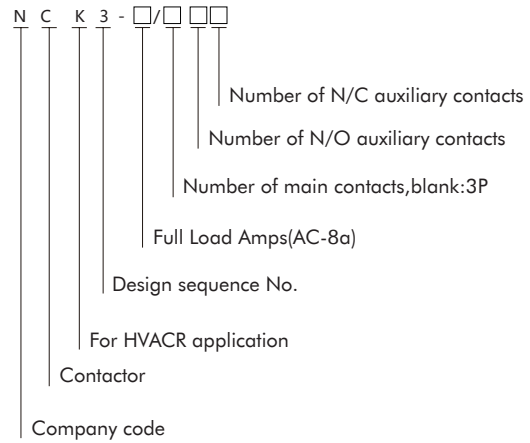 N C K 3 - □/□ □□
Number of N/C auxiliary contacts
Number of N/O auxiliary contacts
Number of main contacts,blank:3P
Full Load Amps(AC-8a)
Design sequence No.
For HVACR application
Contactor
Company code